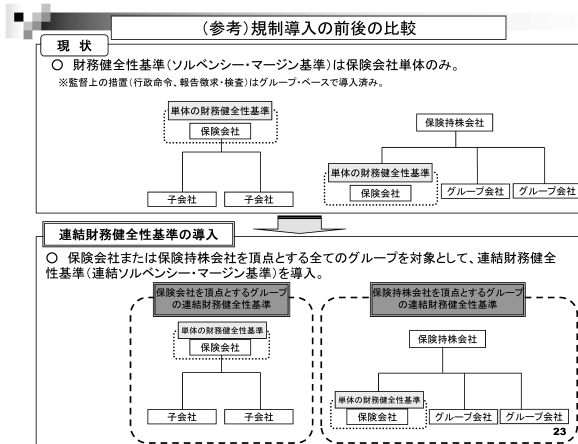 (参考)規制導入の前後の比較
現 状
○ 財務健全性基準(ソルベンシー・マージン基準)は保険会社単体のみ。
※監督上の措置(行政命令、報告徴求・検査)はグループ・ベースで導入済み。
単体の財務健全性基準
保険会社
子会社
子会社
保険持株会社
単体の財務健全性基準
保険会社
グループ会社
グループ会社
連結財務健全性基準の導入
○ 保険会社または保険持株会社を頂点とする全てのグループを対象として、連結財務健全
性基準(連結ソルベンシー・マージン基準)を導入。
保険会社を頂点とするグループ
の連結財務健全性基準
単体の財務健全性基準
保険会社
子会社
子会社
保険持株会社を頂点とするグループ
の連結財務健全性基準
保険持株会社
単体の財務健全性基準
保険会社
グループ会社
グループ会社
23